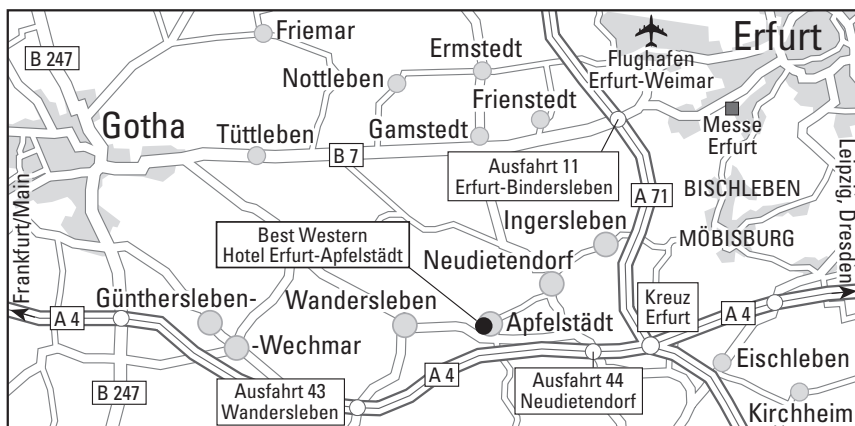 Friemar
B 247
Ermstedt
Erfurt
Nottleben
Flughafen
Erfurt-Weimar
Frienstedt
Gotha
Tüttleben
Gamstedt
Messe
Erfurt
B 7
Ausfahrt 11
Erfurt-Bindersleben
Leipzig, Dresden
A 71
BISCHLEBEN
Frankfurt/Main
Best Western
Hotel Erfurt-Apfelstädt
Ingersleben
MÖBISBURG
Neudietendorf
Günthersleben-
Wandersleben
Kreuz
Erfurt
A 4
Apfelstädt
A 4
-Wechmar
Eischleben
B 247
Ausfahrt 43
Wandersleben
A 4
Ausfahrt 44
Neudietendorf
Kirchheim